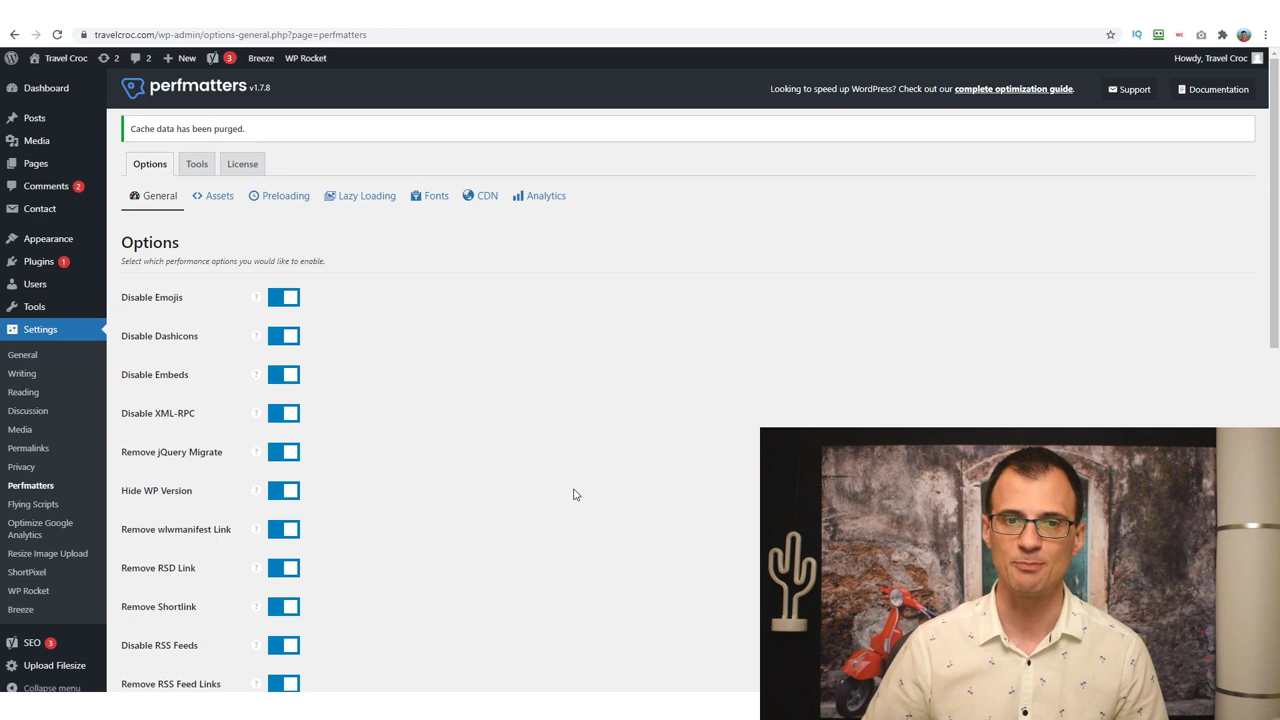 travelcroc.com/wp-admin/options-general.php?page=perfmatters
IQ
WC
Travel Croc 2 2 New 3 Breeze WP Rocket Howdy, Travel Croc
perfmatters v1.7.8
Looking to speed up WordPress? Check out our complete optimization guide. Support Documentation
Dashboard
Posts
Media
Pages
Comments 2
Contact
Appearance
Plugins 1
Users
Tools
Settings
General
Writing
Reading
Discussion
Media
Permalinks
Privacy
Perfmatters
Flying Scripts
Optimize Google
Analytics
Resize Image Upload
ShortPixel
WP Rocket
Breeze
SEO 3
Upload Filesize
Collapse menu
Cache data has been purged.
Options Tools License
General Assets Preloading Lazy Loading Fonts CDN Analytics
Options
Select which performance options you would like to enable.
Disable Emojis ?
Disable Dashicons ?
Disable Embeds ?
Disable XML-RPC ?
Remove jQuery Migrate ?
Hide WP Version ?
Remove wlwmanifest Link ?
Remove RSD Link ?
Remove Shortlink ?
Disable RSS Feeds ?
Remove RSS Feed Links ?